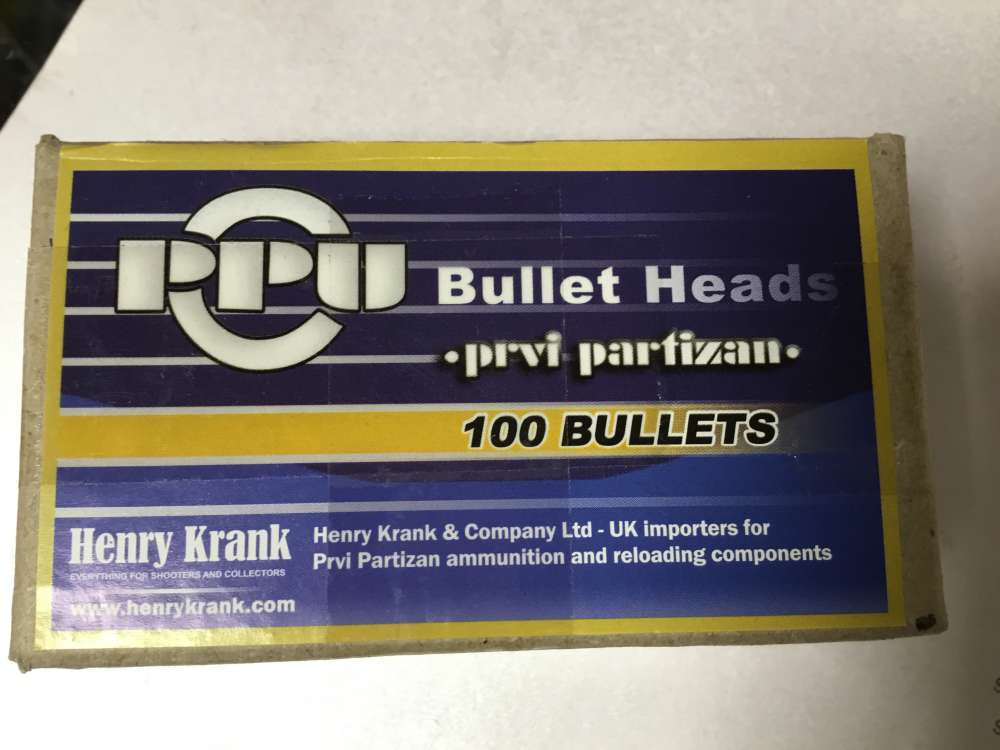 PPU
Bullet Heads
•prvi partizan•
100 BULLETS
Henry Krank
EVERYTHING FOR SHOOTERS AND COLLECTORS
www.henrykrank.com
Henry Krank & Company Ltd - UK importers for
Prvi Partizan ammunition and reloading components